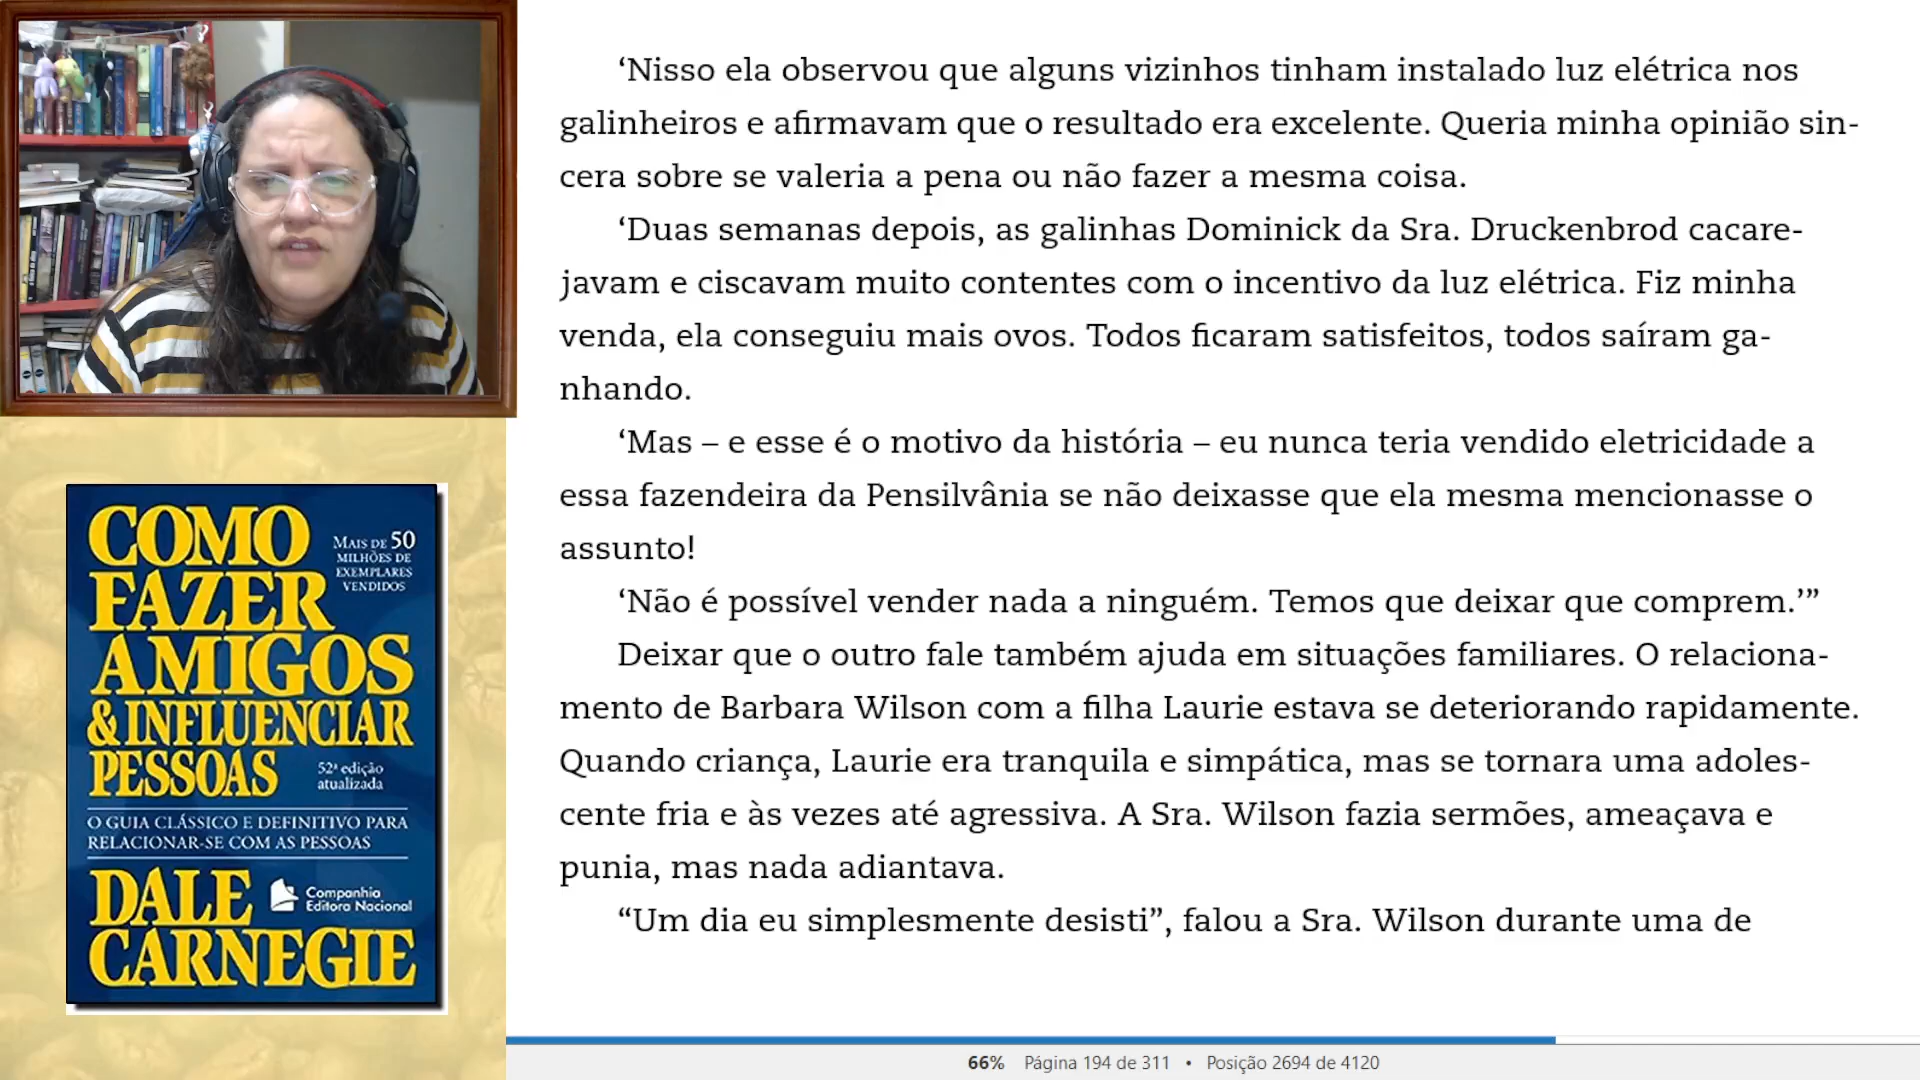 ‘Nisso ela observou que alguns vizinhos tinham instalado luz elétrica nos
galinheiros e afirmavam que o resultado era excelente. Queria minha opinião sin-
cera sobre se valeria a pena ou não fazer a mesma coisa.
‘Duas semanas depois, as galinhas Dominick da Sra. Druckenbrod cacare-
javam e ciscavam muito contentes com o incentivo da luz elétrica. Fiz minha
venda, ela conseguiu mais ovos. Todos ficaram satisfeitos, todos saíram ga-
nhando.
‘Mas – e esse é o motivo da história – eu nunca teria vendido eletricidade a
essa fazendeira da Pensilvânia se não deixasse que ela mesma mencionasse o
assunto!
‘Não é possível vender nada a ninguém. Temos que deixar que comprem.’”
Deixar que o outro fale também ajuda em situações familiares. O relaciona-
mento de Barbara Wilson com a filha Laurie estava se deteriorando rapidamente.
Quando criança, Laurie era tranquila e simpática, mas se tornara uma adoles-
cente fria e às vezes até agressiva. A Sra. Wilson fazia sermões, ameaçava e
punia, mas nada adiantava.
“Um dia eu simplesmente desisti”, falou a Sra. Wilson durante uma de
66% Página 194 de 311 • Posição 2694 de 4120
COMO
FAZER
AMIGOS
& INFLUENCIAR
PESSOAS
MAIS DE 50
MILHÕES DE
EXEMPLARES
VENDIDOS
52ª edição
atualizada
O GUIA CLÁSSICO E DEFINITIVO PARA
RELACIONAR-SE COM AS PESSOAS
DALE
CARNEGIE
Companhia
Editora Nacional